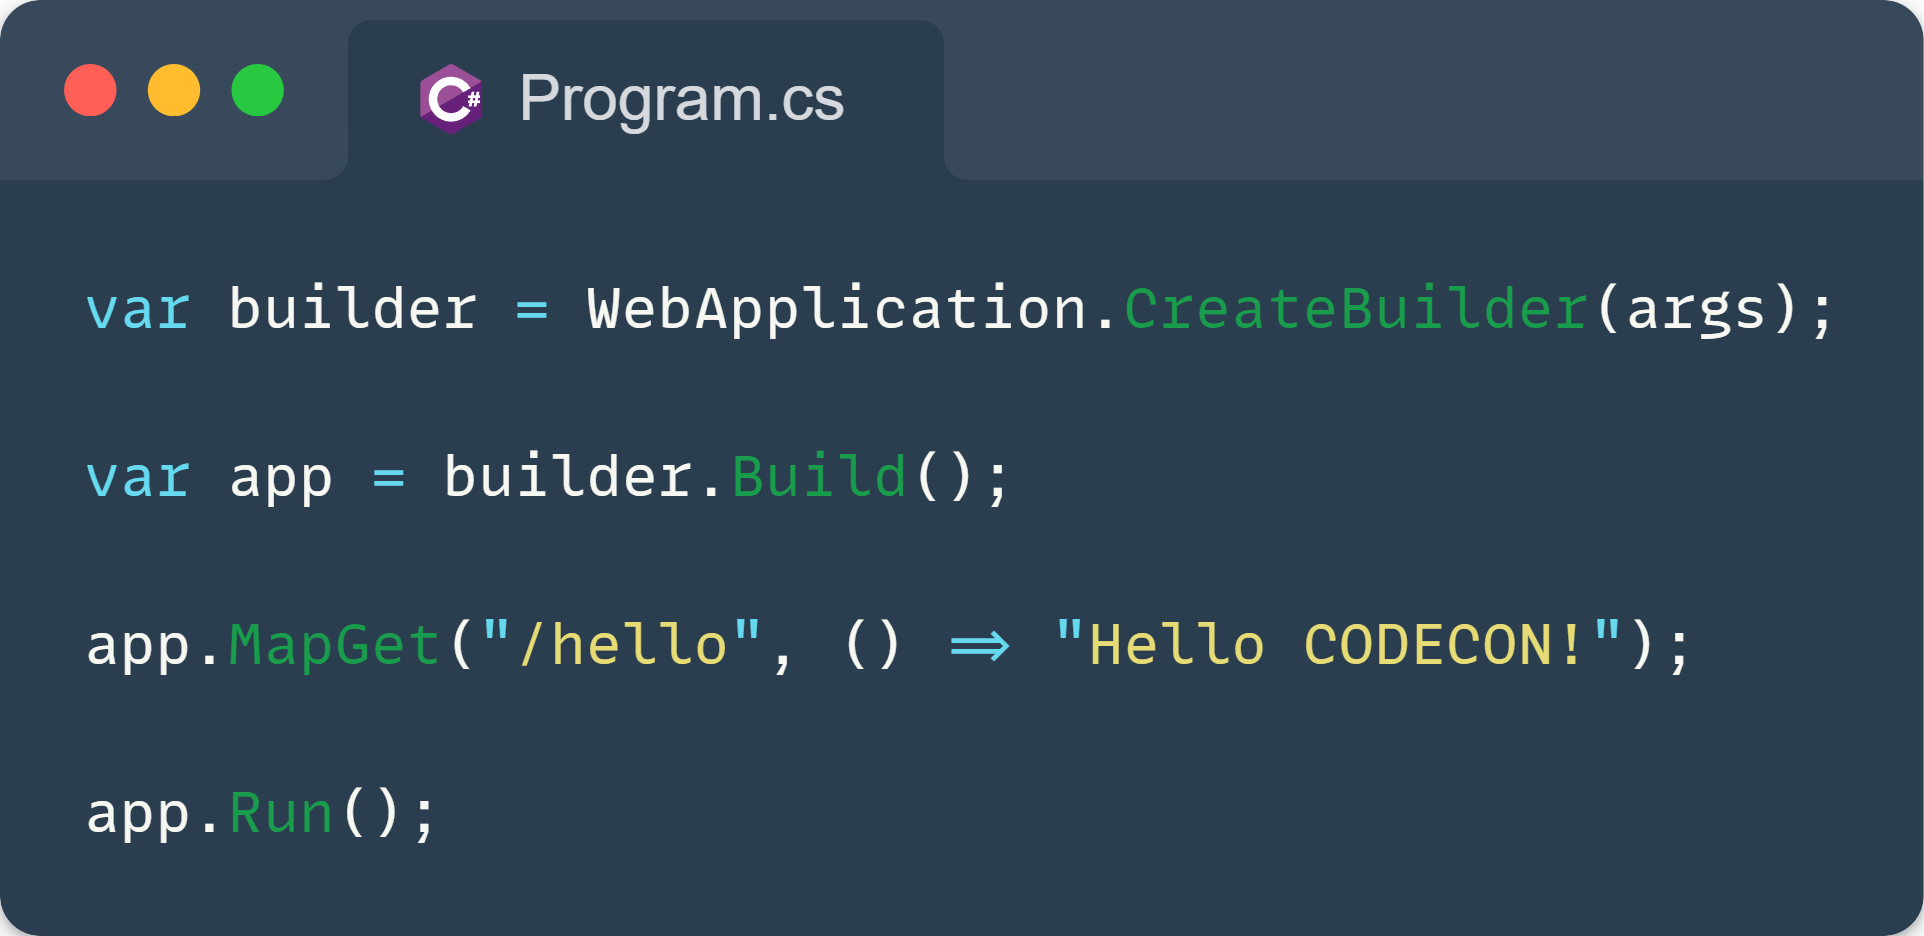 Program.cs
var builder = WebApplication.CreateBuilder(args);
var app = builder.Build();
app.MapGet("/hello", () => "Hello CODECON!");
app.Run();